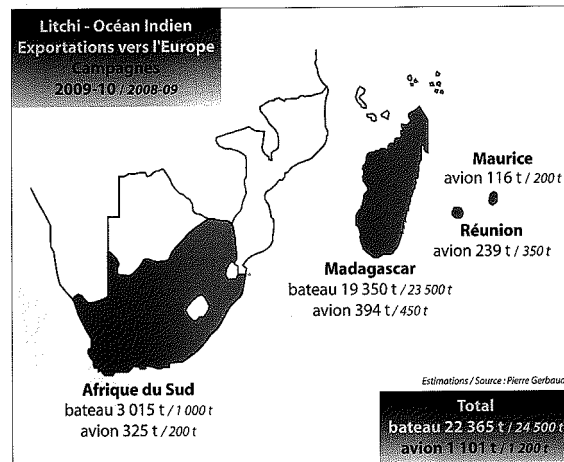 Litchi - Océan Indien
Exportations vers l'Europe
Campagnes
2009-10 / 2008-09
Maurice
avion 116 t / 200 t
Réunion
avion 239 t / 350 t
Madagascar
bateau 19 350 t / 23 500 t
avion 394 t / 450 t
Afrique du Sud
bateau 3 015 t / 1 000 t
avion 325 t / 200 t
Estimations / Source : Pierre Gerbaud
Total
bateau 22 365 t / 24 500 t
avion 1 101 t / 1 200 t